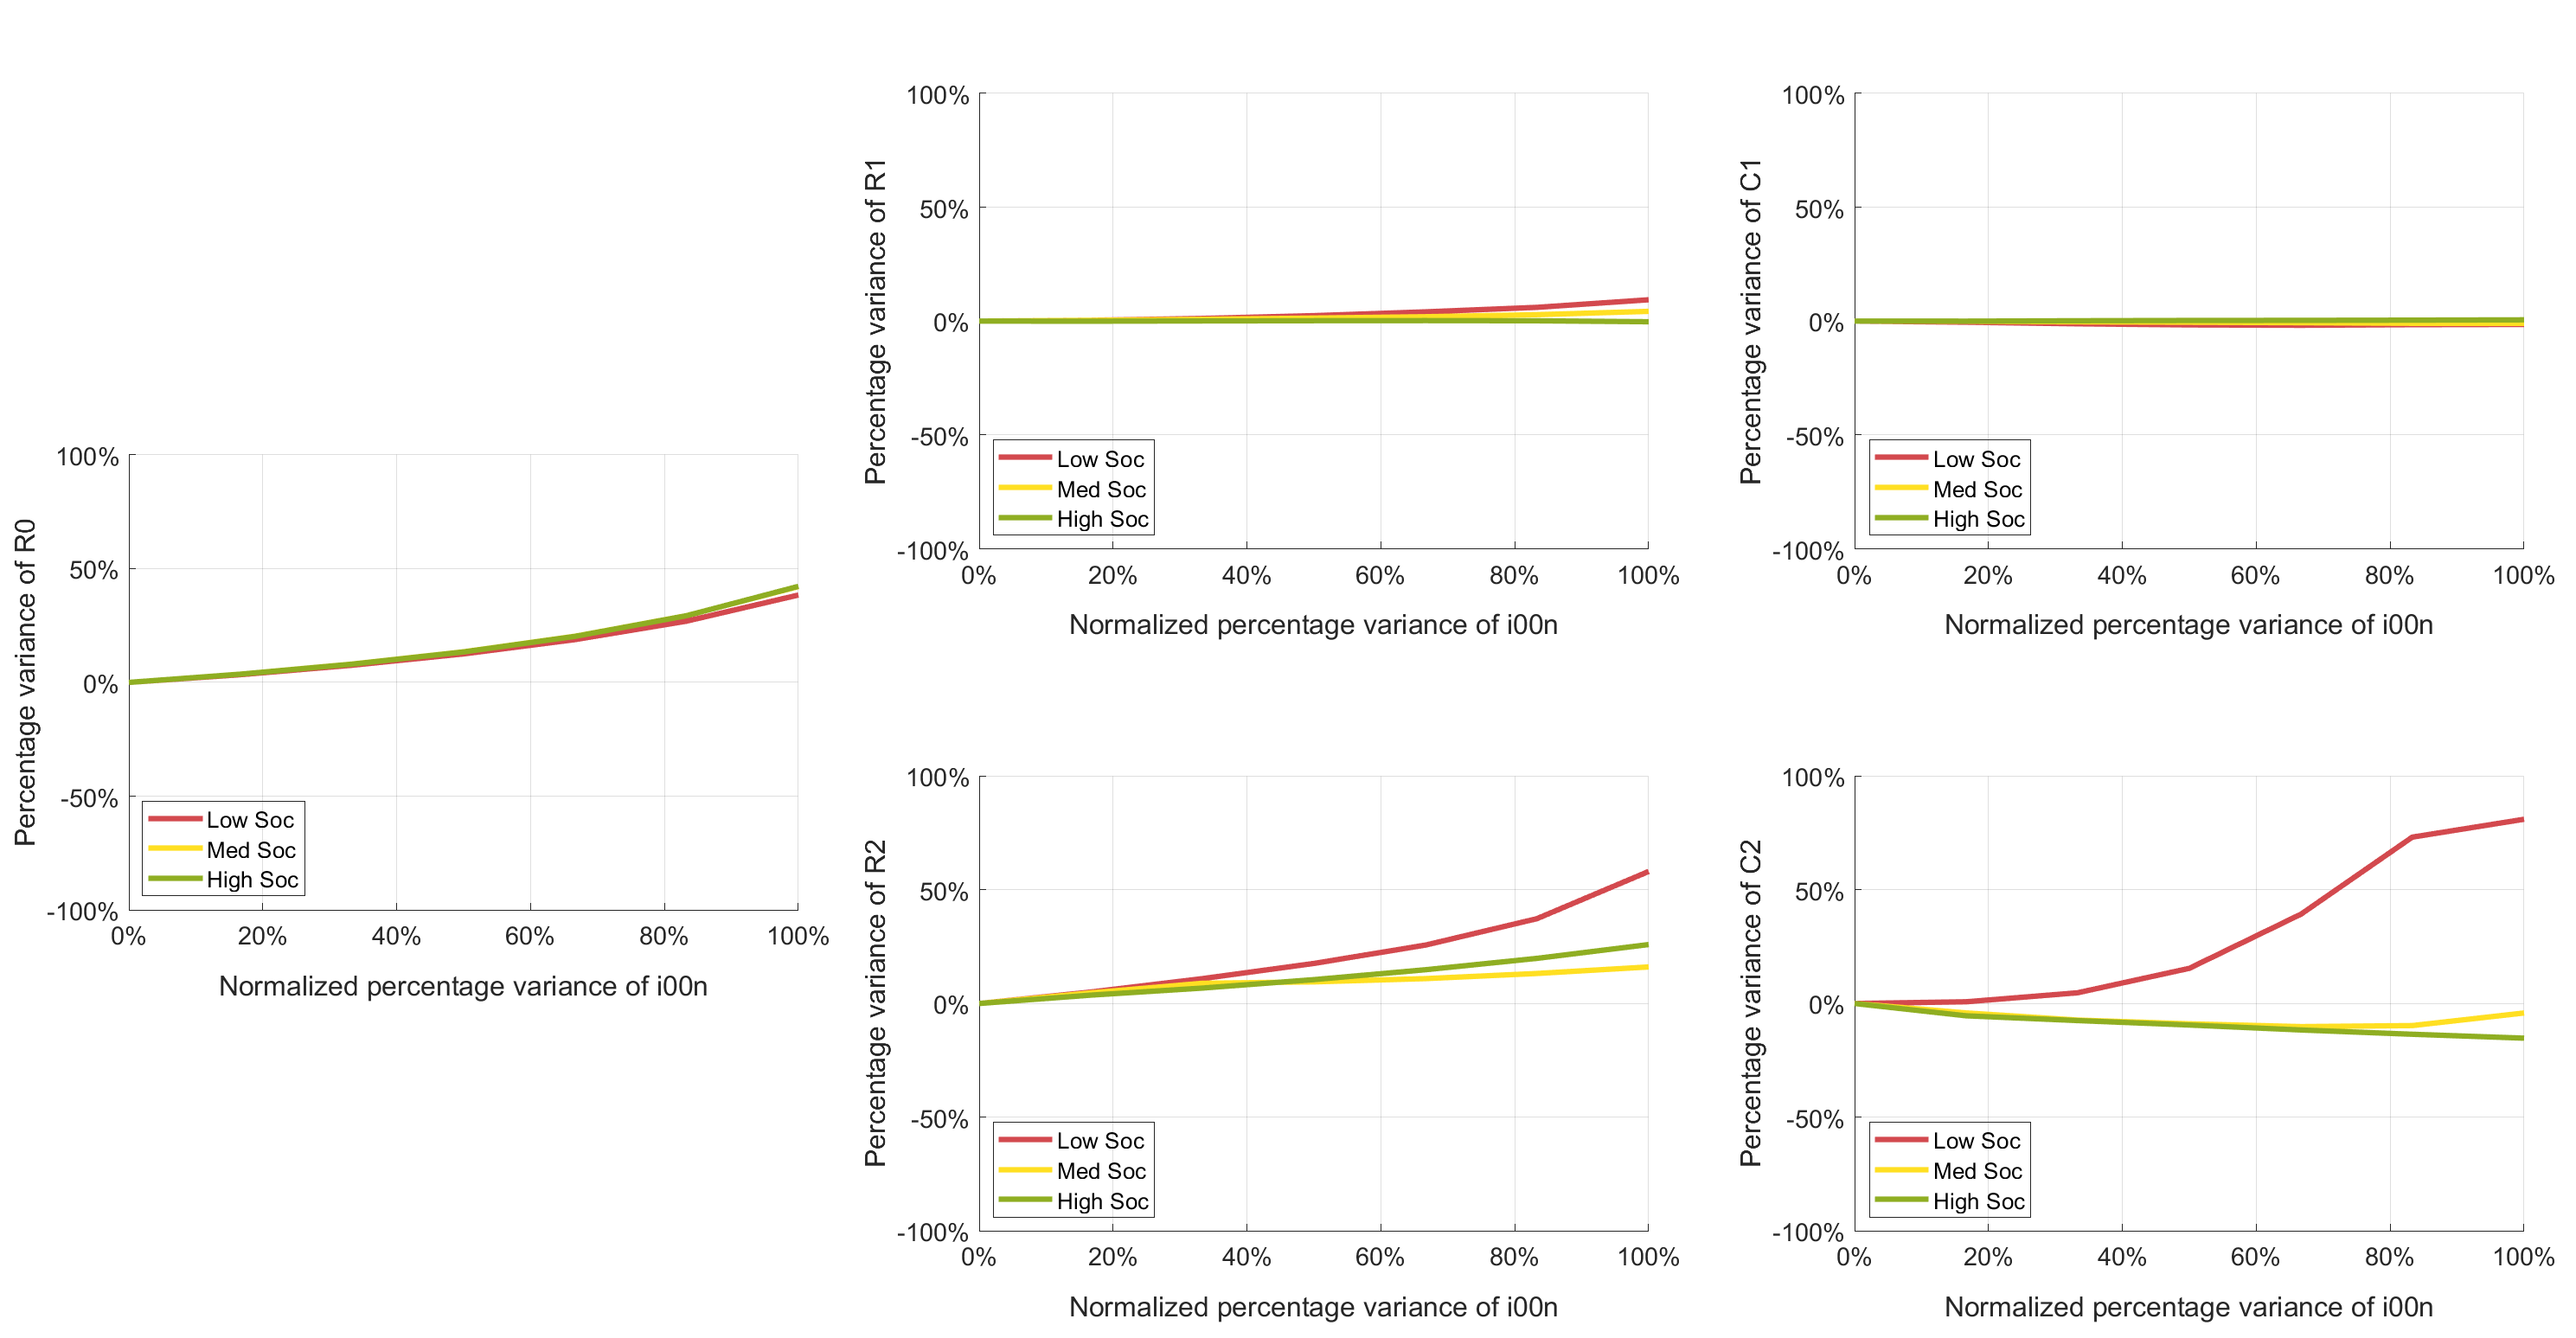 Percentage variance of R0
100%
50%
0%
-50%
-100%
Low Soc
Med Soc
High Soc
0% 20% 40% 60% 80% 100%
Normalized percentage variance of i00n
Percentage variance of R1
100%
50%
0%
-50%
-100%
Low Soc
Med Soc
High Soc
0% 20% 40% 60% 80% 100%
Normalized percentage variance of i00n
Percentage variance of C1
100%
50%
0%
-50%
-100%
Low Soc
Med Soc
High Soc
0% 20% 40% 60% 80% 100%
Normalized percentage variance of i00n
Percentage variance of R2
100%
50%
0%
-50%
-100%
Low Soc
Med Soc
High Soc
0% 20% 40% 60% 80% 100%
Normalized percentage variance of i00n
Percentage variance of C2
100%
50%
0%
-50%
-100%
Low Soc
Med Soc
High Soc
0% 20% 40% 60% 80% 100%
Normalized percentage variance of i00n